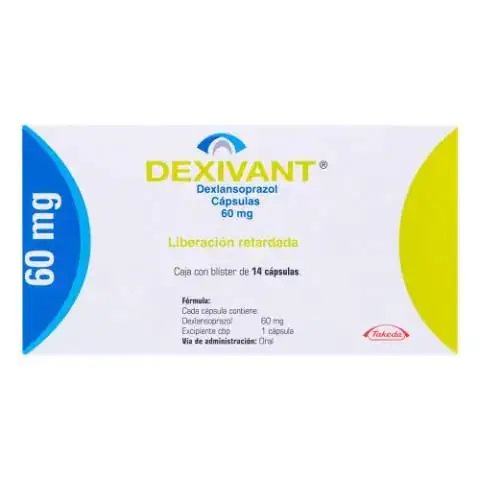 60 mg
DEXIVANT®
Dexlansoprazol
Cápsulas
60 mg
Liberación retardada
Caja con blíster de 14 cápsulas.
Fórmula:
Cada cápsula contiene:
Dexlansoprazol 60 mg
Excipiente cbp 1 cápsula
Vía de administración: Oral
Takeda